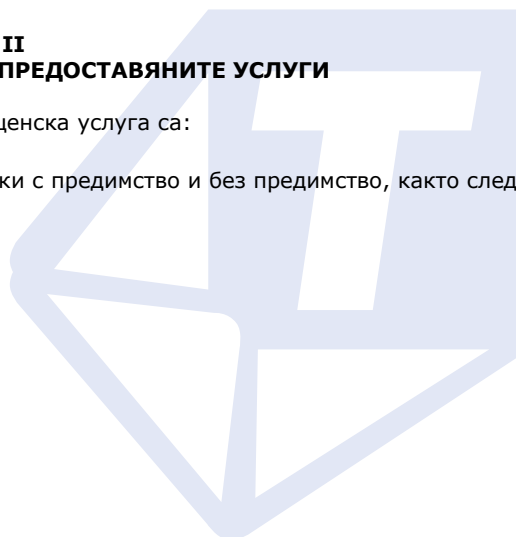 II
ПРЕДОСТАВЯНИТЕ УСЛУГИ
ценска услуга са:
ки с предимство и без предимство, както след